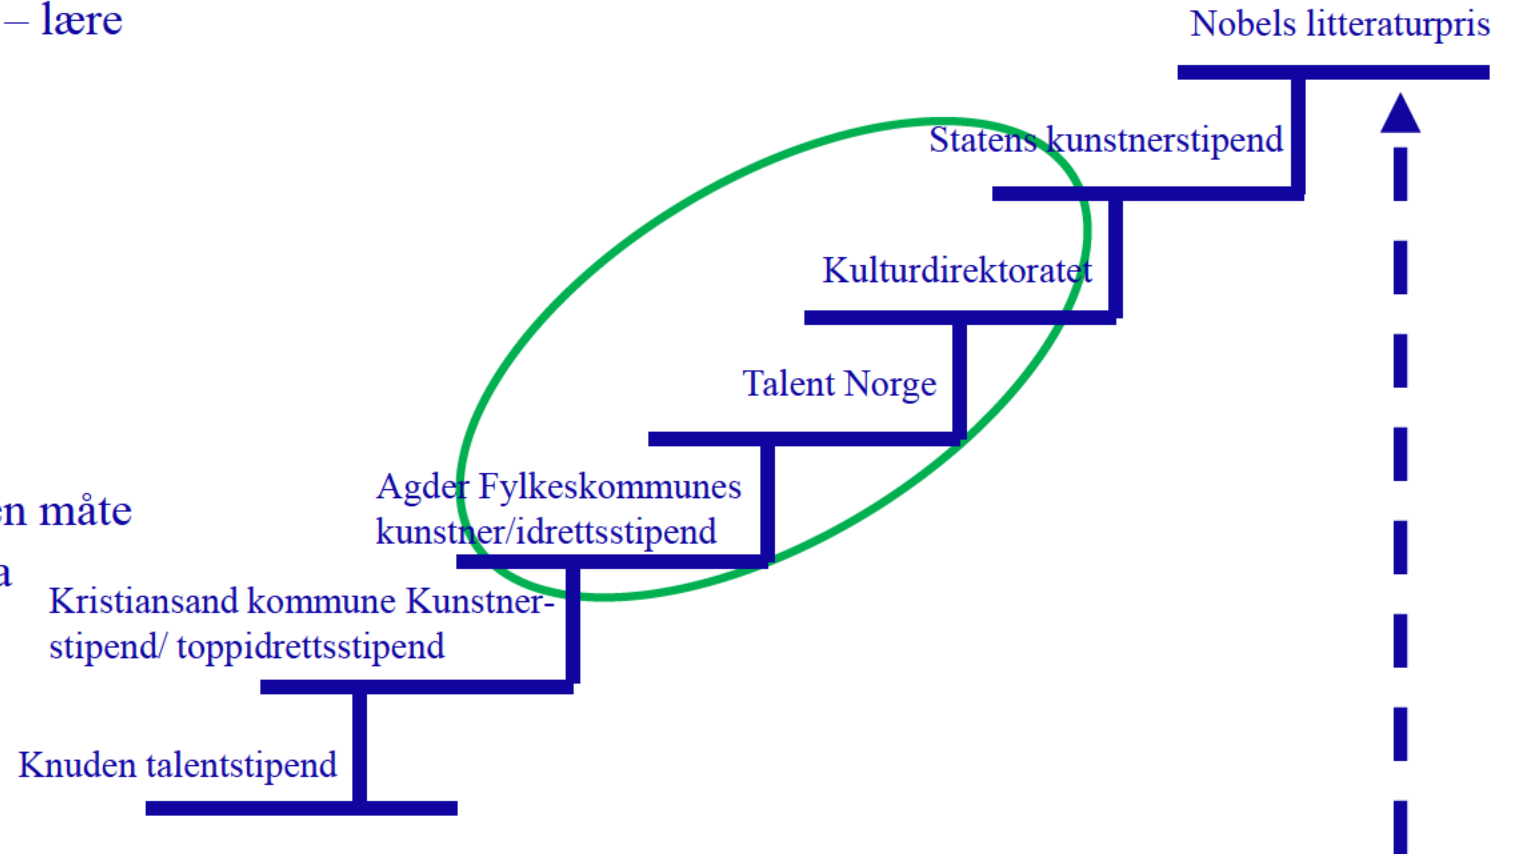 – lære
Nobels litteraturpris
Statens kunstnerstipend
Kulturdirektoratet
Talent Norge
Agder Fylkeskommunes
kunstner/idrettsstipend
en måte
a
Kristiansand kommune Kunstner-
stipend/ toppidrettsstipend
Knuden talentstipend